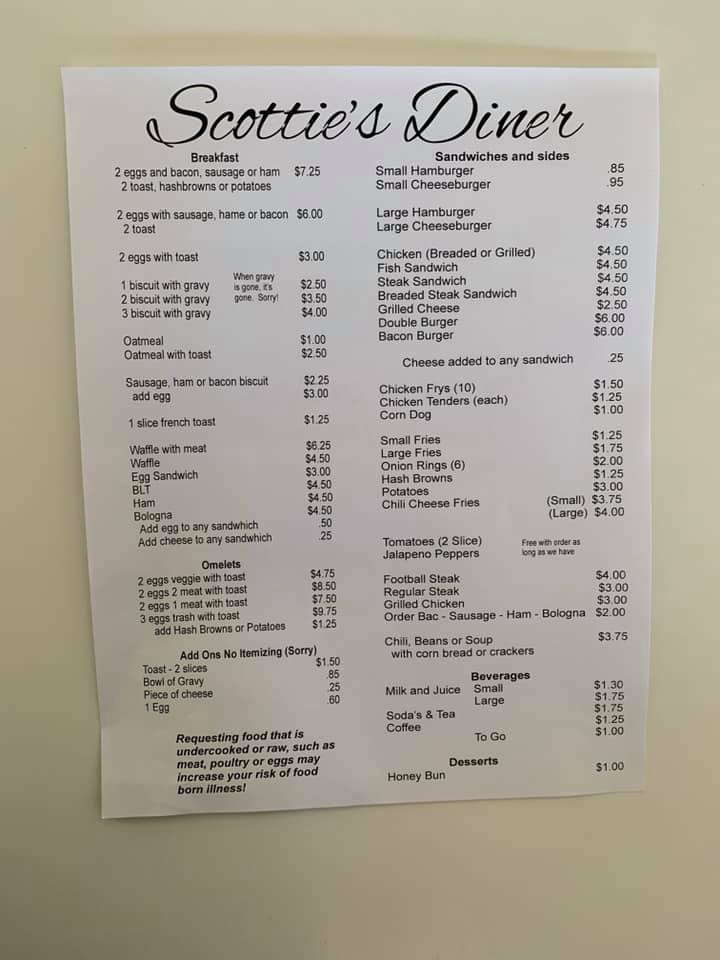 Scottie's Diner
Breakfast
2 eggs and bacon, sausage or ham $7.25
2 toast, hashbrowns or potatoes
2 eggs with sausage, hame or bacon $6.00
2 toast
2 eggs with toast $3.00
When gravy
is gone, it's
gone. Sorry!
1 biscuit with gravy $2.50
2 biscuit with gravy $3.50
3 biscuit with gravy $4.00
Oatmeal $1.00
Oatmeal with toast $2.50
Sausage, ham or bacon biscuit $2.25
add egg $3.00
1 slice french toast $1.25
Waffle with meat $6.25
Waffle $4.50
Egg Sandwich $3.00
BLT $4.50
Ham $4.50
Bologna $4.50
Add egg to any sandwhich .50
Add cheese to any sandwhich .25
Omelets
2 eggs veggie with toast $4.75
2 eggs 2 meat with toast $8.50
2 eggs 1 meat with toast $7.50
3 eggs trash with toast $9.75
add Hash Browns or Potatoes $1.25
Add Ons No Itemizing (Sorry)
Toast - 2 slices $1.50
Bowl of Gravy .85
Piece of cheese .25
1 Egg .60
Requesting food that is
undercooked or raw, such as
meat, poultry or eggs may
increase your risk of food
born illness!
Sandwiches and sides
Small Hamburger .85
Small Cheeseburger .95
Large Hamburger $4.50
Large Cheeseburger $4.75
Chicken (Breaded or Grilled) $4.50
Fish Sandwich $4.50
Steak Sandwich $4.50
Breaded Steak Sandwich $4.50
Grilled Cheese $2.50
Double Burger $6.00
Bacon Burger $6.00
Cheese added to any sandwich .25
Chicken Frys (10) $1.50
Chicken Tenders (each) $1.25
Corn Dog $1.00
Small Fries $1.25
Large Fries $1.75
Onion Rings (6) $2.00
Hash Browns $1.25
Potatoes $3.00
Chili Cheese Fries (Small) $3.75
(Large) $4.00
Tomatoes (2 Slice) Free with order as
Jalapeno Peppers long as we have
Football Steak $4.00
Regular Steak $3.00
Grilled Chicken $3.00
Order Bac - Sausage - Ham - Bologna $2.00
Chili, Beans or Soup $3.75
with corn bread or crackers
Beverages
Milk and Juice Small $1.30
Large $1.75
Soda's & Tea $1.75
Coffee $1.25
To Go $1.00
Desserts
Honey Bun $1.00